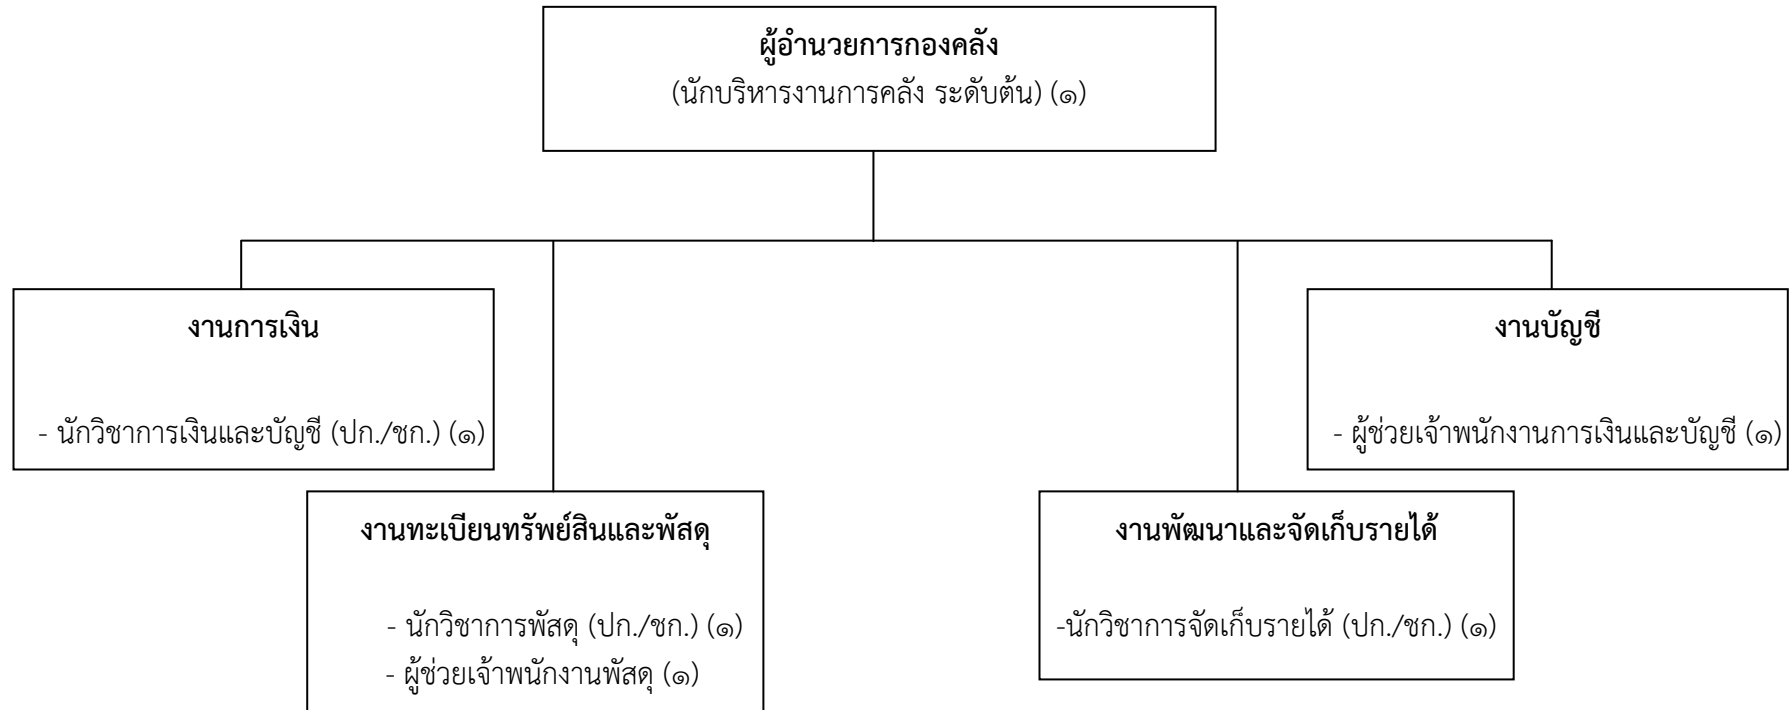 ผู้อำนวยการกองคลัง
(นักบริหารงานการคลัง ระดับต้น) (๑)
งานการเงิน
- นักวิชาการเงินและบัญชี (ปก./ชก.) (๑)
งานบัญชี
- ผู้ช่วยเจ้าพนักงานการเงินและบัญชี (๑)
งานทะเบียนทรัพย์สินและพัสดุ
- นักวิชาการพัสดุ (ปก./ชก.) (๑)
- ผู้ช่วยเจ้าพนักงานพัสดุ (๑)
งานพัฒนาและจัดเก็บรายได้
-นักวิชาการจัดเก็บรายได้ (ปก./ชก.) (๑)